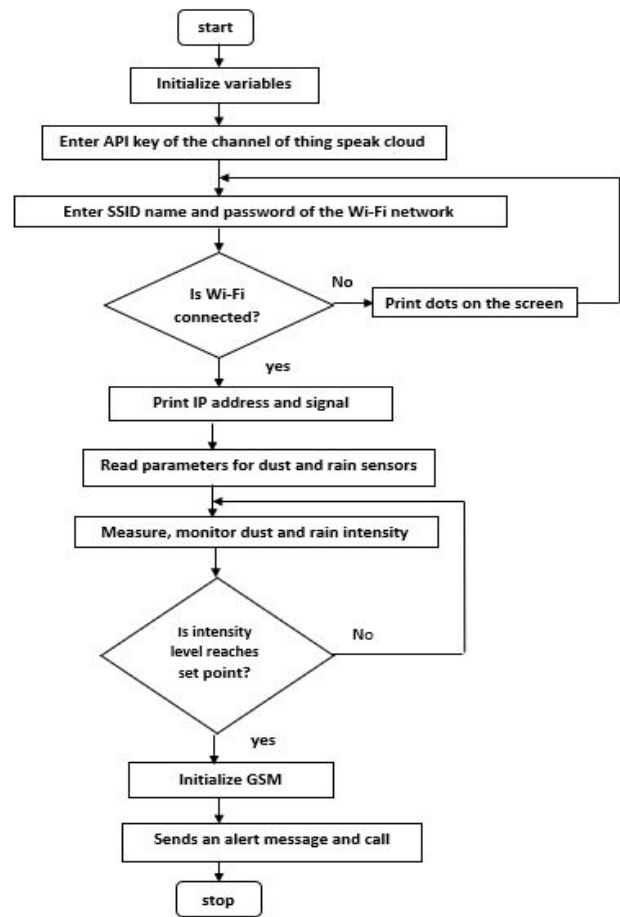 start
Initialize variables
Enter API key of the channel of thing speak cloud
Enter SSID name and password of the Wi-Fi network
Is Wi-Fi
connected?
No
Print dots on the screen
yes
Print IP address and signal
Read parameters for dust and rain sensors
Measure, monitor dust and rain intensity
Is intensity
level reaches
set point?
No
yes
Initialize GSM
Sends an alert message and call
stop